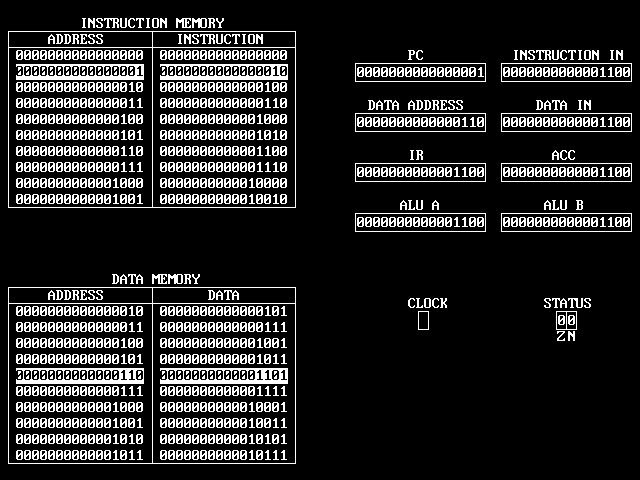 INSTRUCTION MEMORY
ADDRESS INSTRUCTION
0000000000000000 0000000000000000
0000000000000001 0000000000000010
0000000000000010 0000000000000100
0000000000000011 0000000000000110
0000000000000100 0000000000001000
0000000000000101 0000000000001010
0000000000000110 0000000000001100
0000000000000111 0000000000001110
0000000000001000 0000000000010000
0000000000001001 0000000000010010
PC INSTRUCTION IN
0000000000000001 0000000000001100
DATA ADDRESS DATA IN
0000000000000110 0000000000001100
IR ACC
0000000000001100 0000000000001100
ALU A ALU B
0000000000001100 0000000000001100
DATA MEMORY
ADDRESS DATA
0000000000000010 0000000000000101
0000000000000011 0000000000000111
0000000000000100 0000000000001001
0000000000000101 0000000000001011
0000000000000110 0000000000001101
0000000000000111 0000000000001111
0000000000001000 0000000000010001
0000000000001001 0000000000010011
0000000000001010 0000000000010101
0000000000001011 0000000000010111
CLOCK STATUS
00
ZN